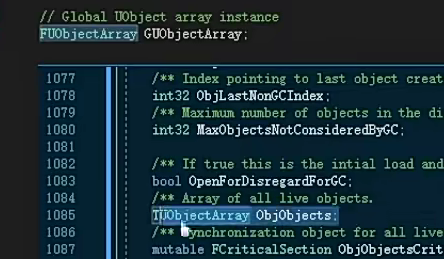 // Global UObject array instance
FUObjectArray GUObjectArray;
1077 /** Index pointing to last object creat
1078 int32 ObjLastNonGCIndex;
1079 /** Maximum number of objects in the di
1080 int32 MaxObjectsNotConsideredByGC;
1081
1082 /** If true this is the intial load and
1083 bool OpenForDisregardForGC;
1084 /** Array of all live objects.
1085 TUObjectArray ObjObjects;
1086 /** Synchronization object for all live
1087 mutable FCriticalSection ObjObjectsCrit